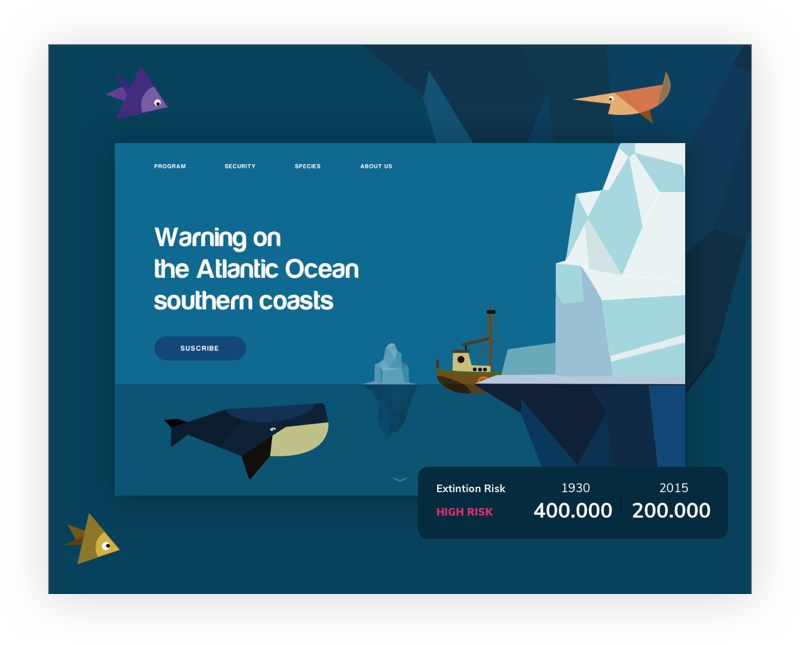 PROGRAM SECURITY SPECIES ABOUT US
Warning on
the Atlantic Ocean
southern coasts
SUSCRIBE
Extintion Risk 1930 2015
HIGH RISK 400.000 200.000